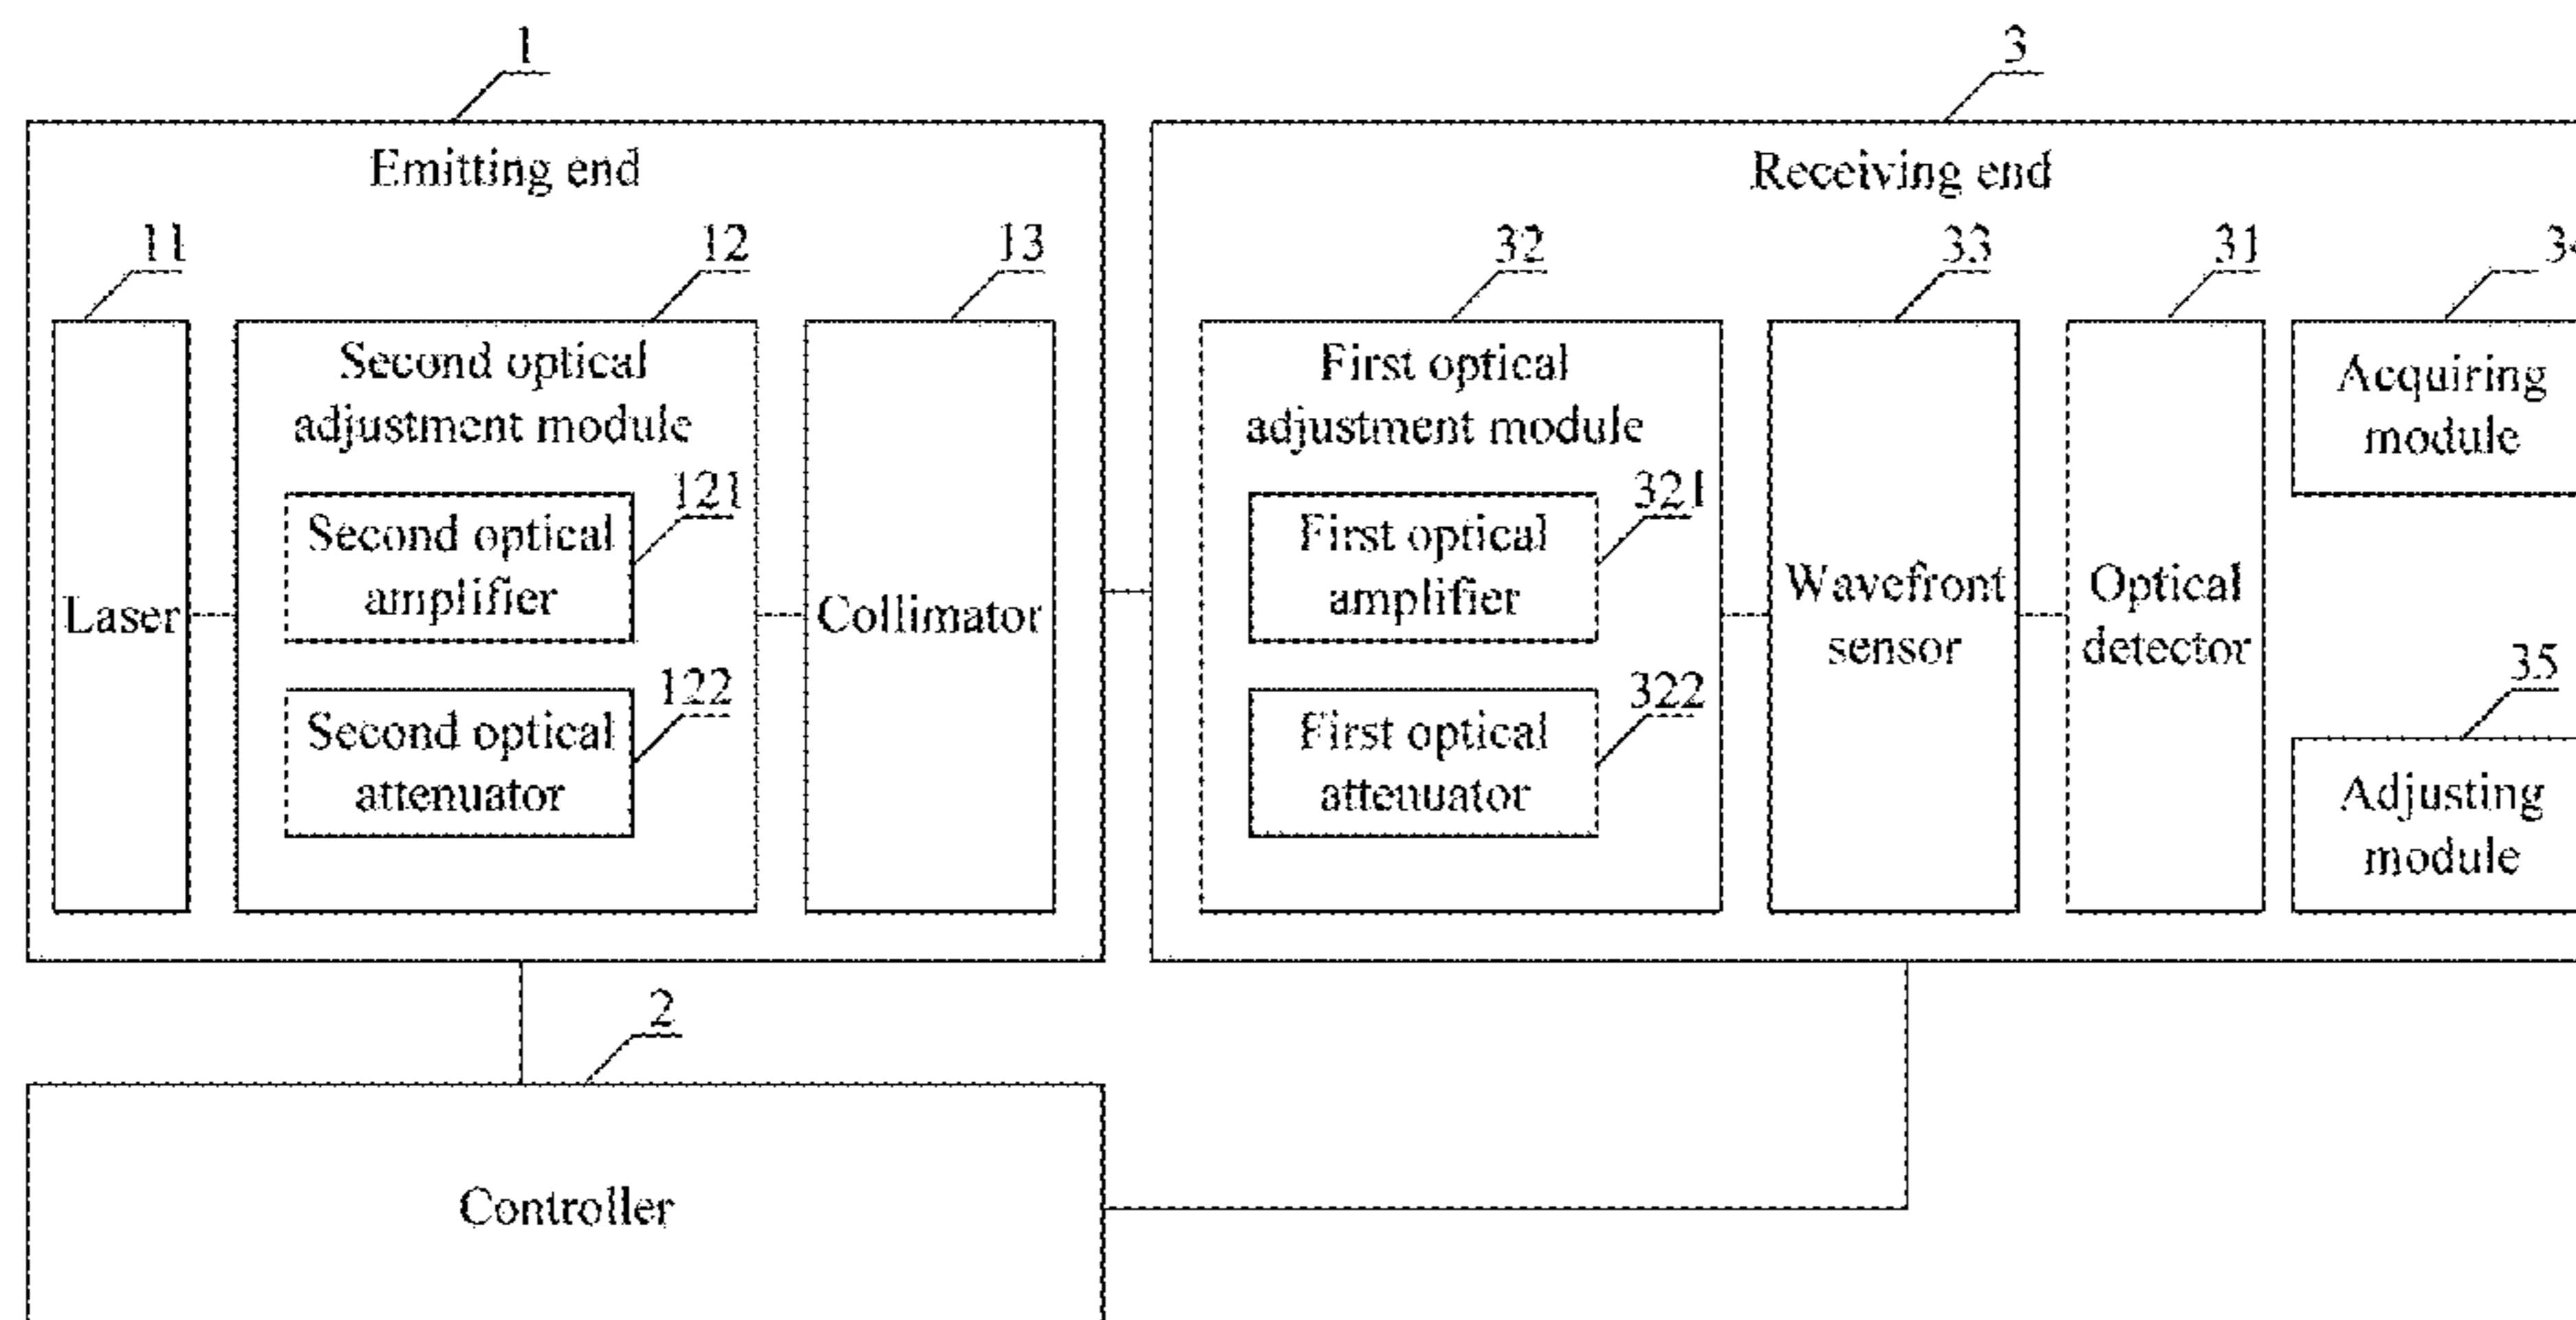 1
3
Emitting end
Receiving end
11
12
13
32
33
31
Second optical
adjustment module
First optical
adjustment module
Acquiring
module
121
Second optical
amplifier
321
First optical
amplifier
Laser
Collimator
Wavefront
sensor
Optical
detector
122
Second optical
attenuator
322
First optical
attenuator
35
Adjusting
module
2
Controller